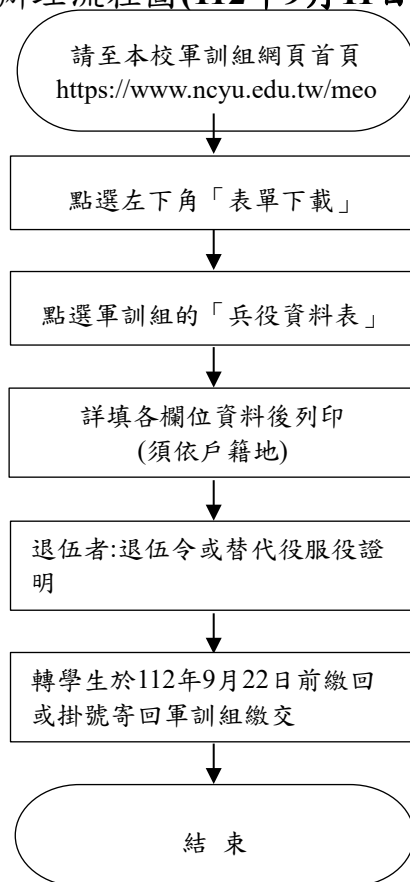 辦理流程圖(112年9月11日
請至本校軍訓組網頁首頁
https://www.ncyu.edu.tw/meo
點選左下角「表單下載」
點選軍訓組的「兵役資料表」
詳填各欄位資料後列印
(須依戶籍地)
退伍者:退伍令或替代役服役證
明
轉學生於112年9月22日前繳回
或掛號寄回軍訓組繳交
結 束